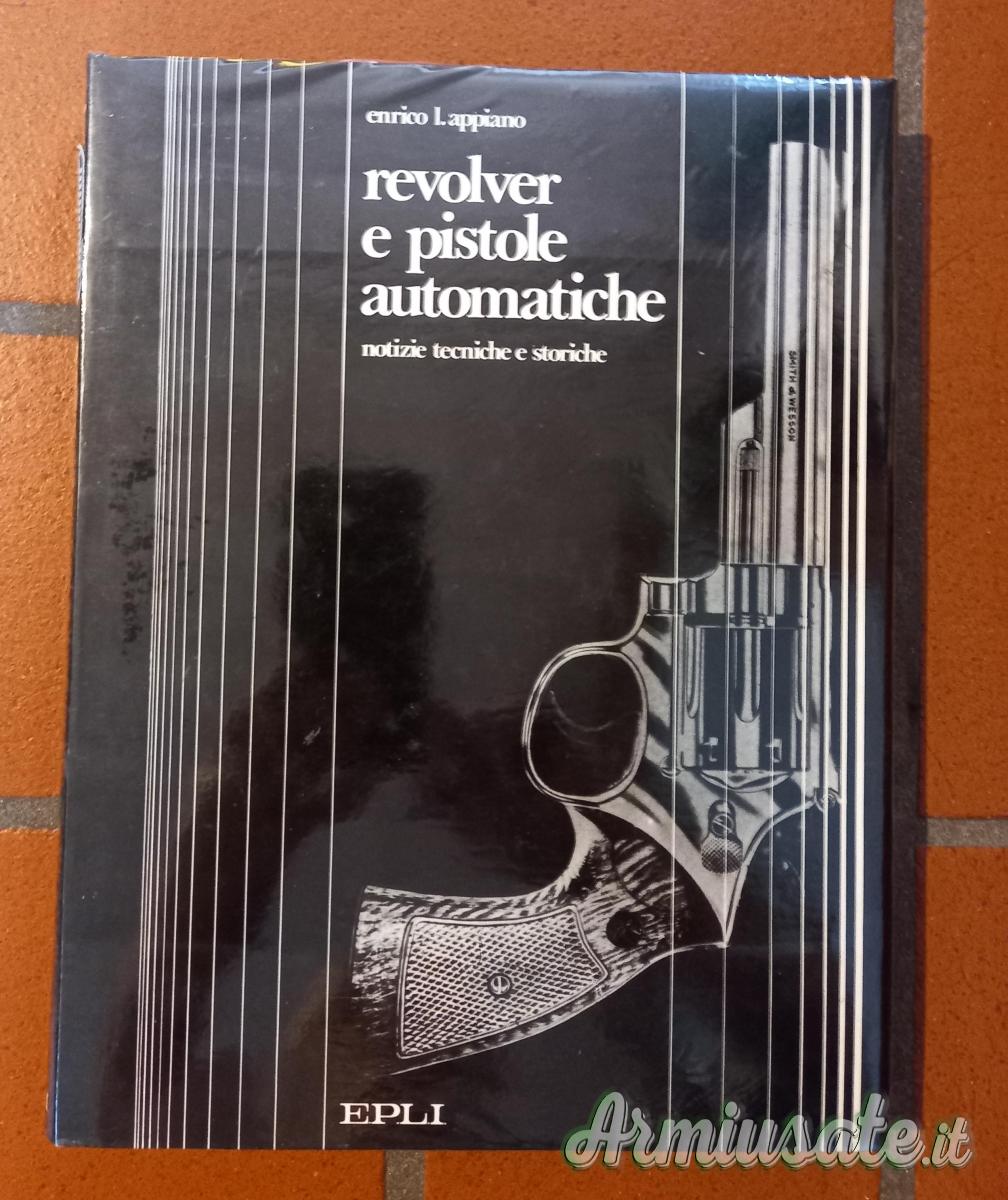 enrico l. appiano
revolver
e pistole
automatiche
notizie tecniche e storiche
SMITH & WESSON
EPLI
Armiusate.it